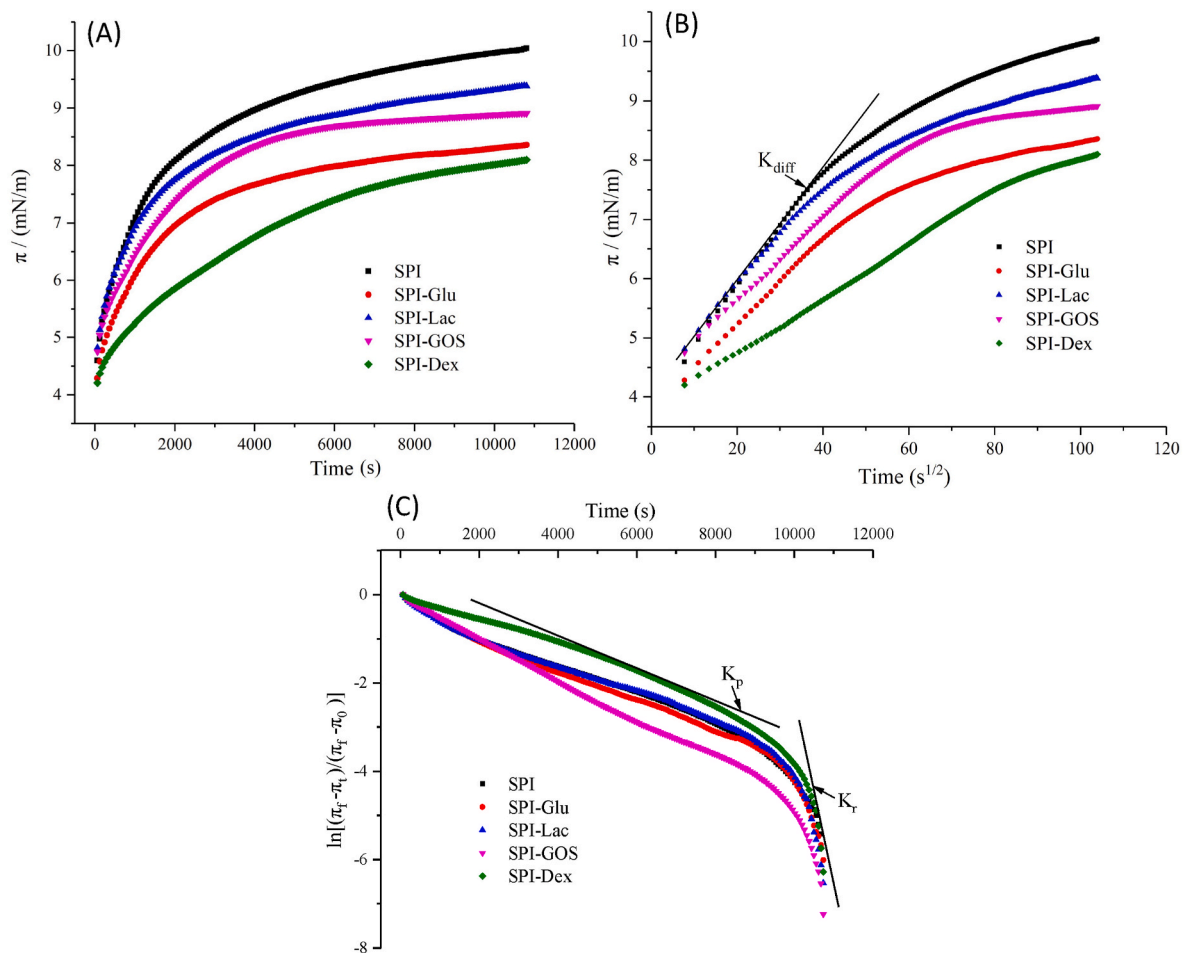 (A)
π / (mN/m)
10
9
8
7
6
5
4
SPI
SPI-Glu
SPI-Lac
SPI-GOS
SPI-Dex
0 2000 4000 6000 8000 10000 12000
Time (s)
(B)
π / (mN/m)
10
9
8
7
6
5
4
K_diff
SPI
SPI-Glu
SPI-Lac
SPI-GOS
SPI-Dex
0 20 40 60 80 100 120
Time (s^1/2)
(C)
Time (s)
0 2000 4000 6000 8000 10000 12000
ln[(π_f -π_t)/(π_f -π_0)]
0
-2
-4
-6
-8
K_p
K_r
SPI
SPI-Glu
SPI-Lac
SPI-GOS
SPI-Dex